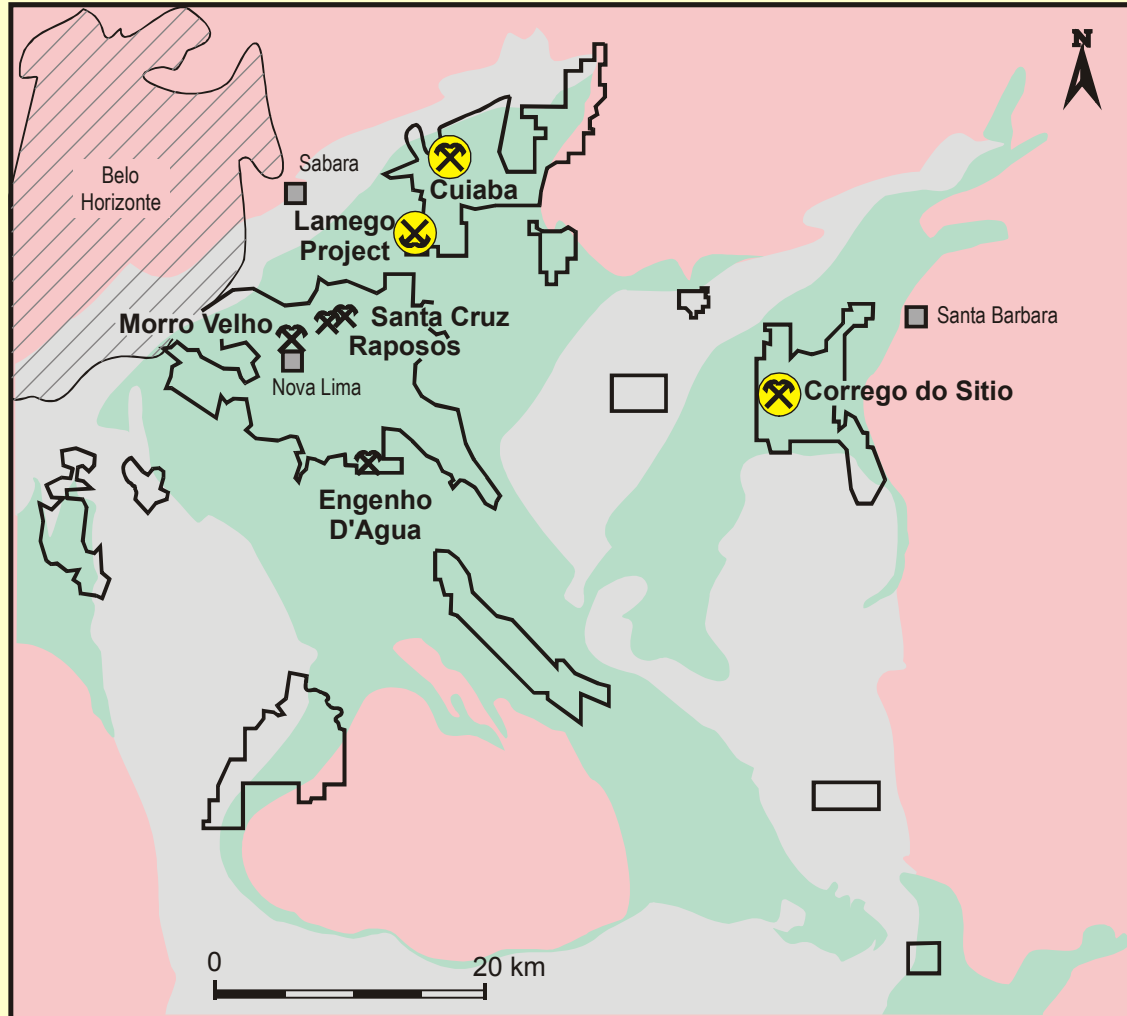 N
Belo
Horizonte
Sabara
Cuiaba
Lamego
Project
Morro Velho
Santa Cruz
Raposos
Nova Lima
Santa Barbara
Corrego do Sitio
Engenho
D'Agua
0
20 km